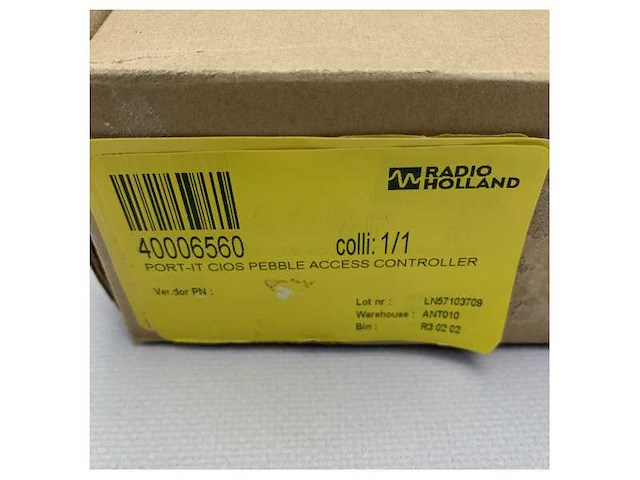 RADIO
HOLLAND
40006560 colli: 1/1
PORT-IT CIOS PEBBLE ACCESS CONTROLLER
Vendor PN :
Lot nr : LN57103709
Warehouse : ANT010
Bin : R3 02 02